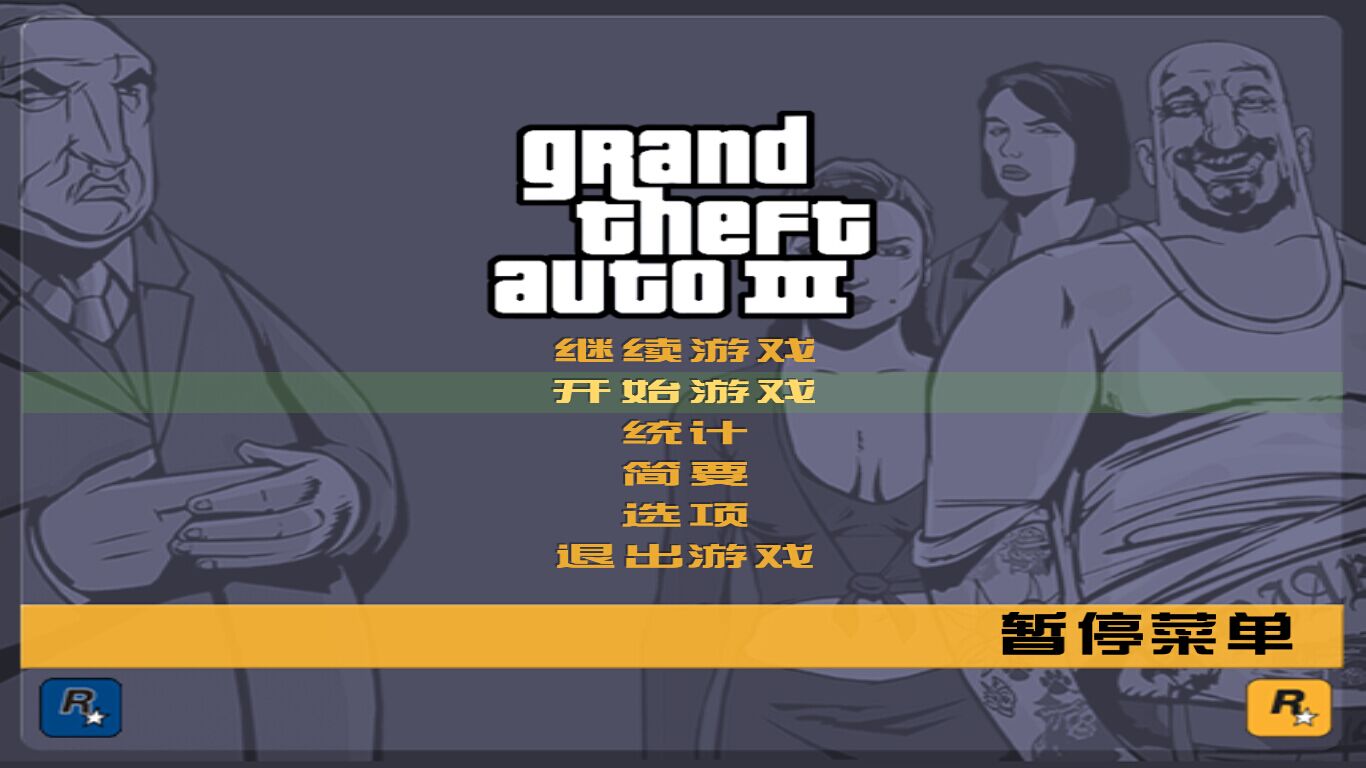 grand
theft
auto III
继续游戏
开始游戏
统计
简要
选项
退出游戏
暂停菜单
R
R